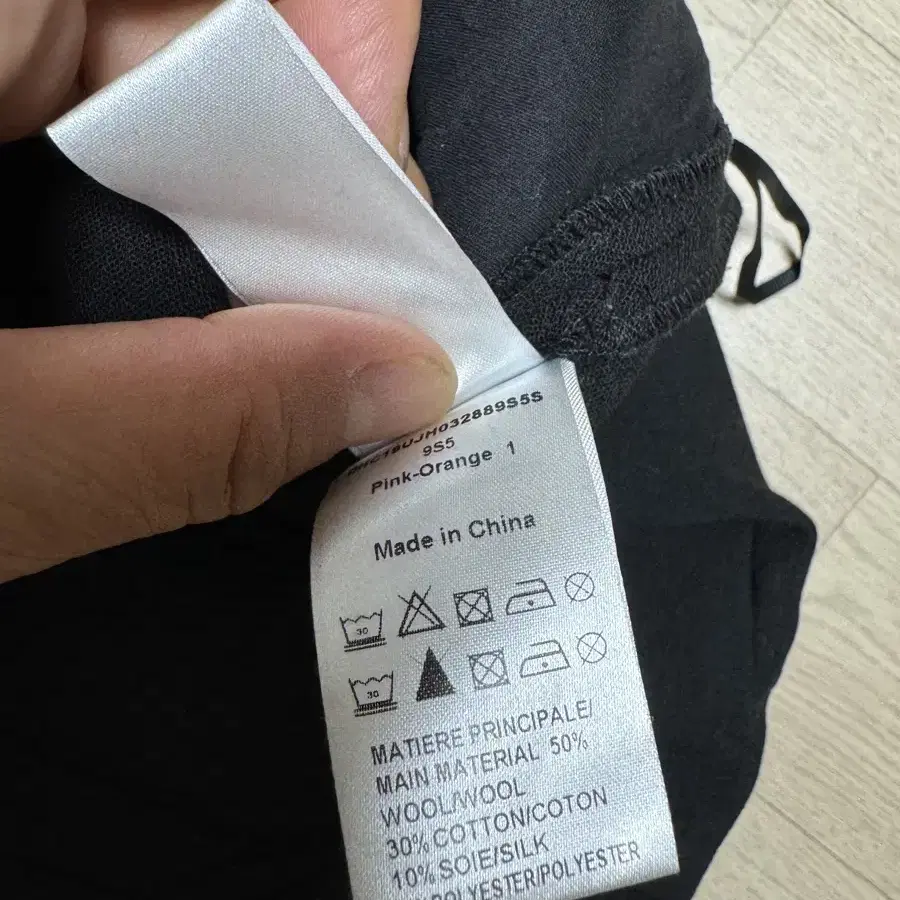 9S5
Pink-Orange 1
Made in China
30
30
MATIERE PRINCIPALE/
MAIN MATERIAL 50%
WOOL/WOOL
30% COTTON/COTON
10% SOIE/SILK
POLYESTER/POLYESTER